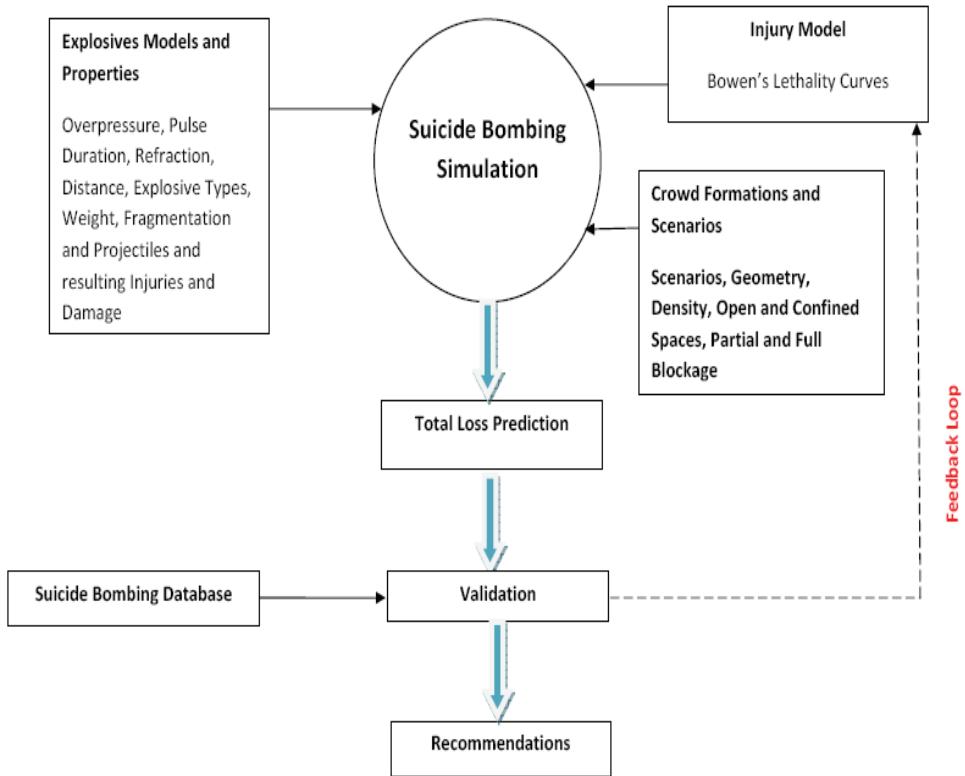 Explosives Models and
Properties
Overpressure, Pulse
Duration, Refraction,
Distance, Explosive Types,
Weight, Fragmentation
and Projectiles and
resulting Injuries and
Damage
Suicide Bombing
Simulation
Injury Model
Bowen's Lethality Curves
Crowd Formations and
Scenarios
Scenarios, Geometry,
Density, Open and Confined
Spaces, Partial and Full
Blockage
Total Loss Prediction
Feedback Loop
Suicide Bombing Database
Validation
Recommendations